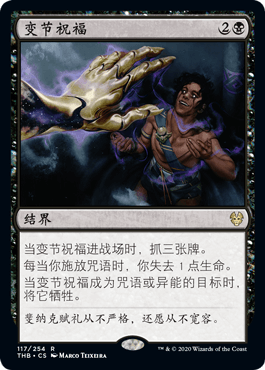 变节祝福 2
结界
当变节祝福进战场时，抓三张牌。
每当你施放咒语时，你失去1点生命。
当变节祝福成为咒语或异能的目标时，
将它牺牲。
斐纳克赋礼从不严格，还愿从不宽容。
117/254 R
THB • CS MARCO TEIXEIRA
™ & © 2020 Wizards of the Coast